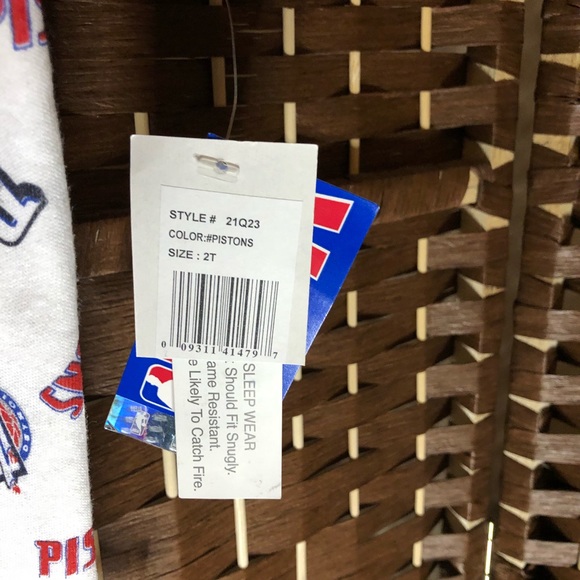 PIS
STYLE # 21Q23
COLOR:#PISTONS
SIZE : 2T
0 09311 41479 7
SLEEP WEAR
: Should Fit Snugly.
ame Resistant.
e Likely To Catch Fire.
PIS